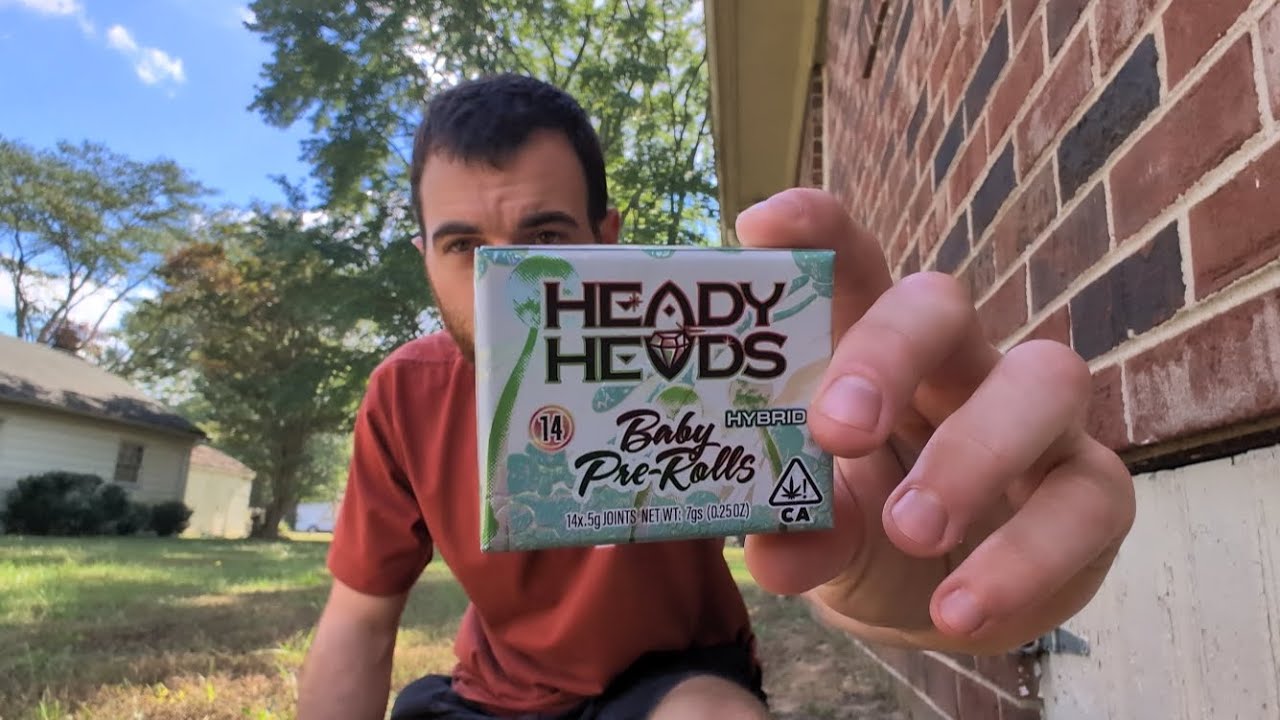 HEADY
HEADS
14
HYBRID
Baby
Pre-Rolls
14x.5g JOINTS NET WT: 7gs (0.25OZ)
!
CA